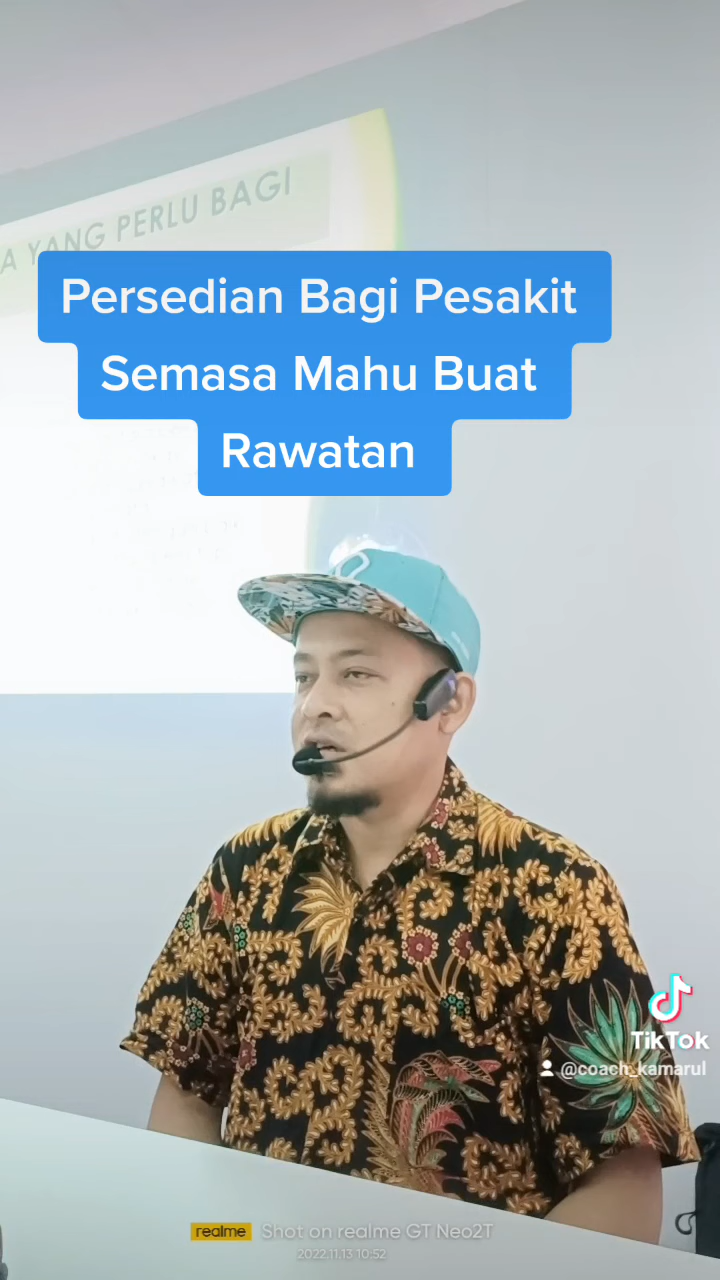 A YANG PERLU BAGI
Persedian Bagi Pesakit
Semasa Mahu Buat
Rawatan
TikTok
@coach_kamarul
realme Shot on realme GT Neo2T
2022.11.13 10:52